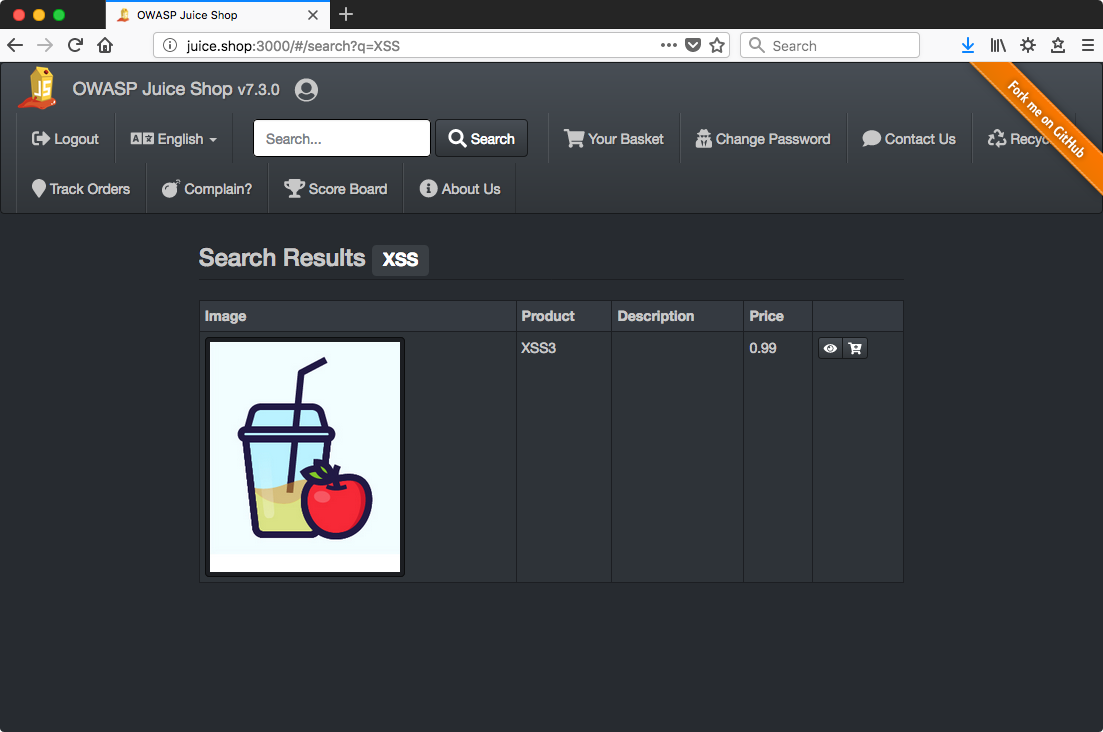 OWASP Juice Shop
juice.shop:3000/#/search?q=XSS
Search
JS
OWASP Juice Shop v7.3.0
Fork me on GitHub
Logout
English
Search...
Search
Your Basket
Change Password
Contact Us
Recyc
Track Orders
Complain?
Score Board
About Us
Search Results XSS
Image Product Description Price
XSS3 0.99